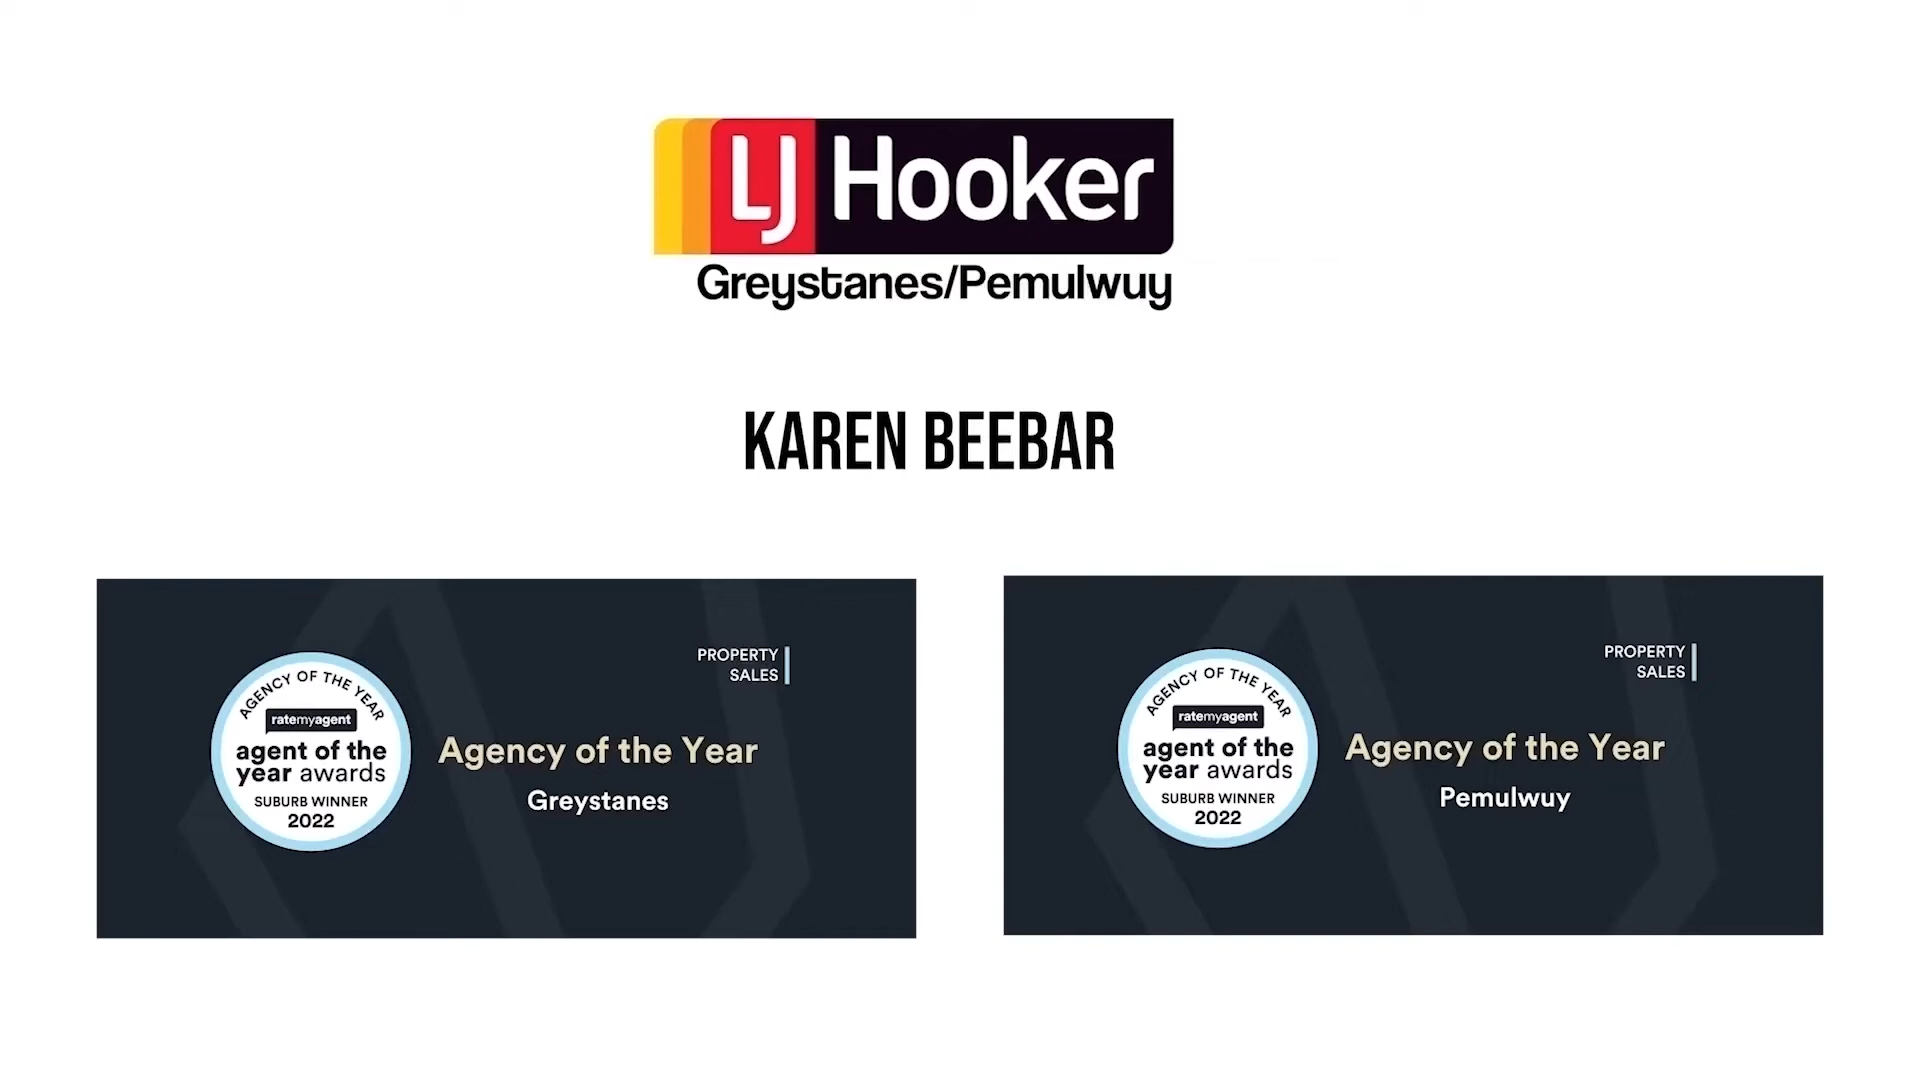 LJ Hooker
Greystanes/Pemulwuy
KAREN BEEBAR
PROPERTY
SALES
AGENCY OF THE YEAR
ratemyagent
agent of the
year awards
SUBURB WINNER
2022
Agency of the Year
Greystanes
PROPERTY
SALES
AGENCY OF THE YEAR
ratemyagent
agent of the
year awards
SUBURB WINNER
2022
Agency of the Year
Pemulwuy